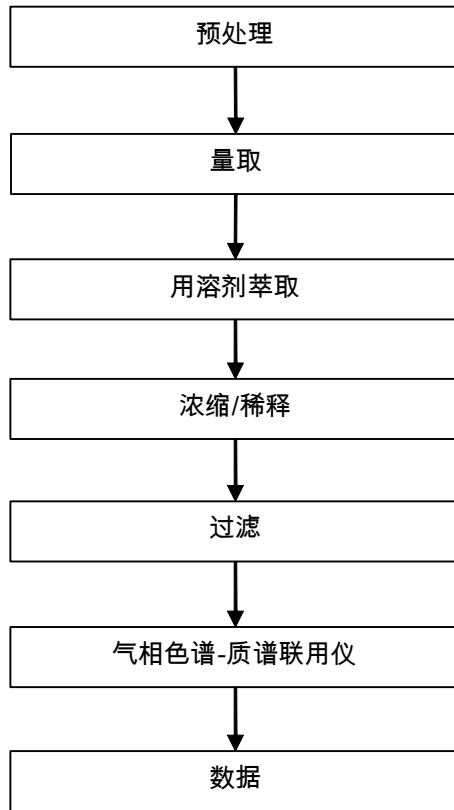 预处理
量取
用溶剂萃取
浓缩/稀释
过滤
气相色谱-质谱联用仪
数据